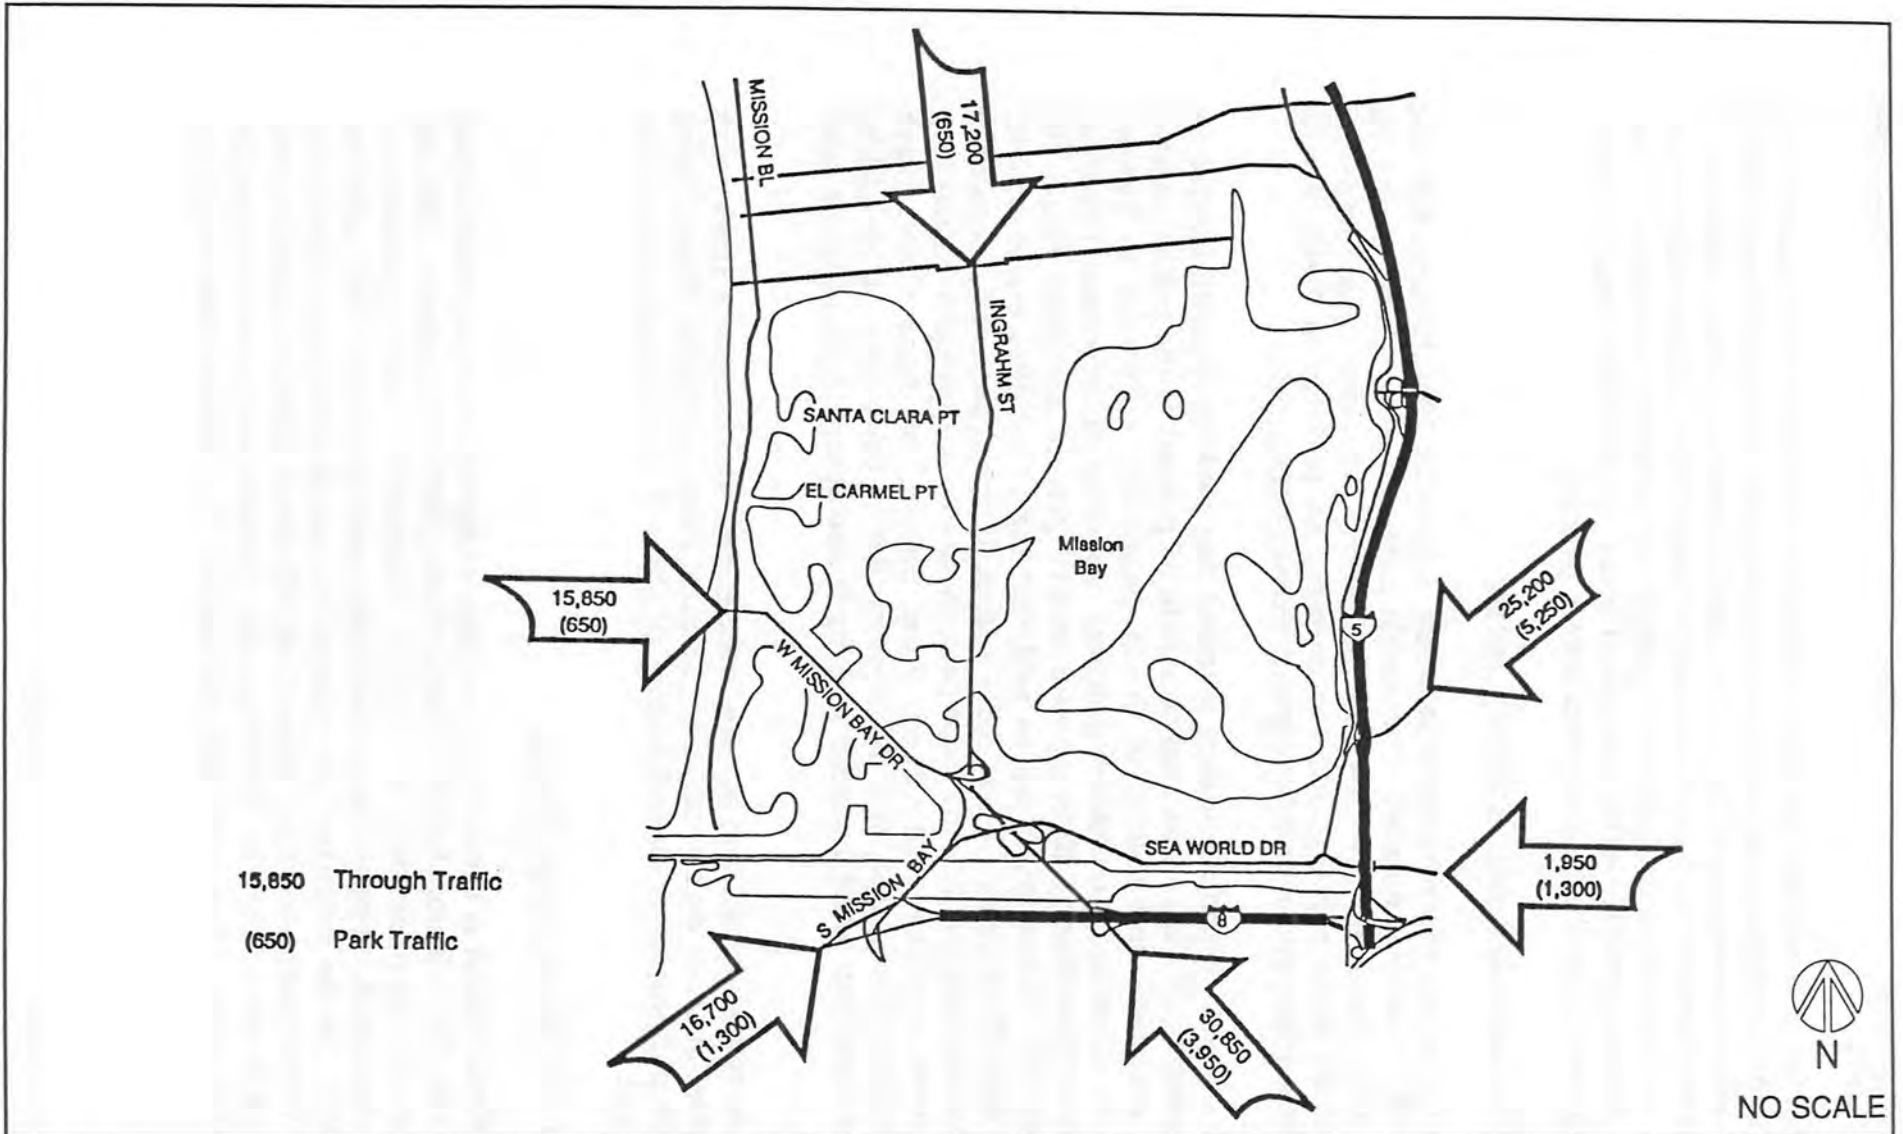 17,200
(650)
MISSION BL
INGRAHM ST
SANTA CLARA PT
EL CARMEL PT
Mission
Bay
15,850
(650)
25,200
(5,250)
5
W MISSION BAY DR
SEA WORLD DR
1,950
(1,300)
15,850 Through Traffic
(650) Park Traffic
S MISSION BAY
8
16,700
(1,300)
30,850
(3,950)
N
NO SCALE